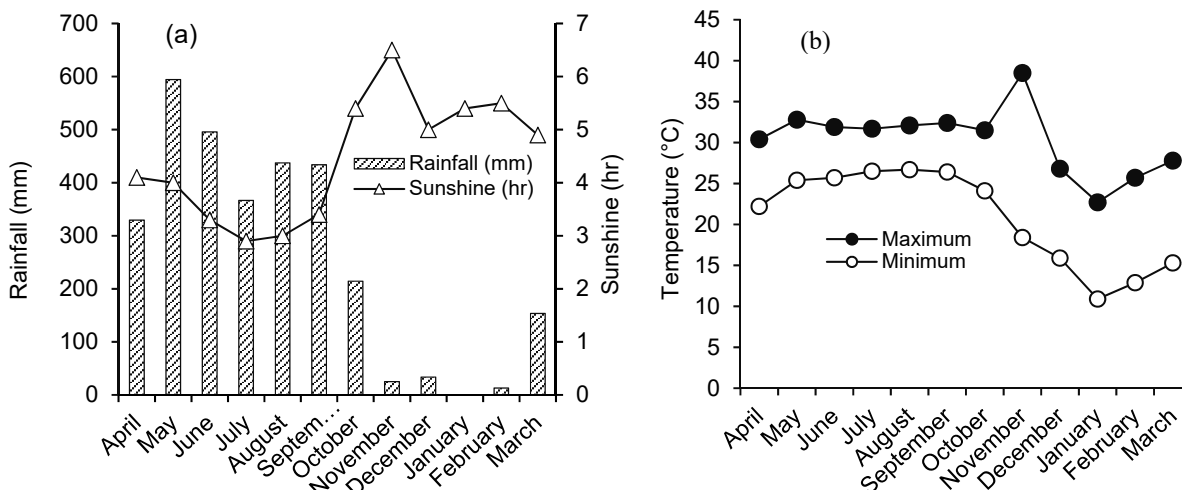 (a)
Rainfall (mm)
700
600
500
400
300
200
100
0
Sunshine (hr)
7
6
5
4
3
2
1
0
Rainfall (mm)
Sunshine (hr)
April
May
June
July
August
Septem…
October
November
December
January
February
March
(b)
Temperature (°C)
45
40
35
30
25
20
15
10
5
0
Maximum
Minimum
April
May
June
July
August
September
October
November
December
January
February
March